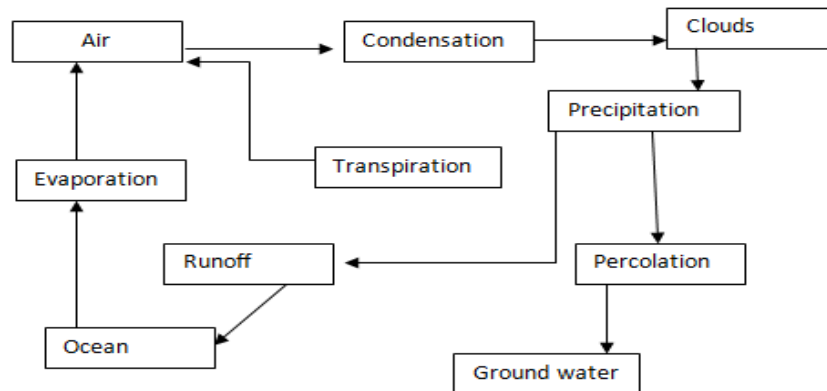 Air
Condensation
Clouds
Precipitation
Evaporation
Transpiration
Runoff
Percolation
Ocean
Ground water